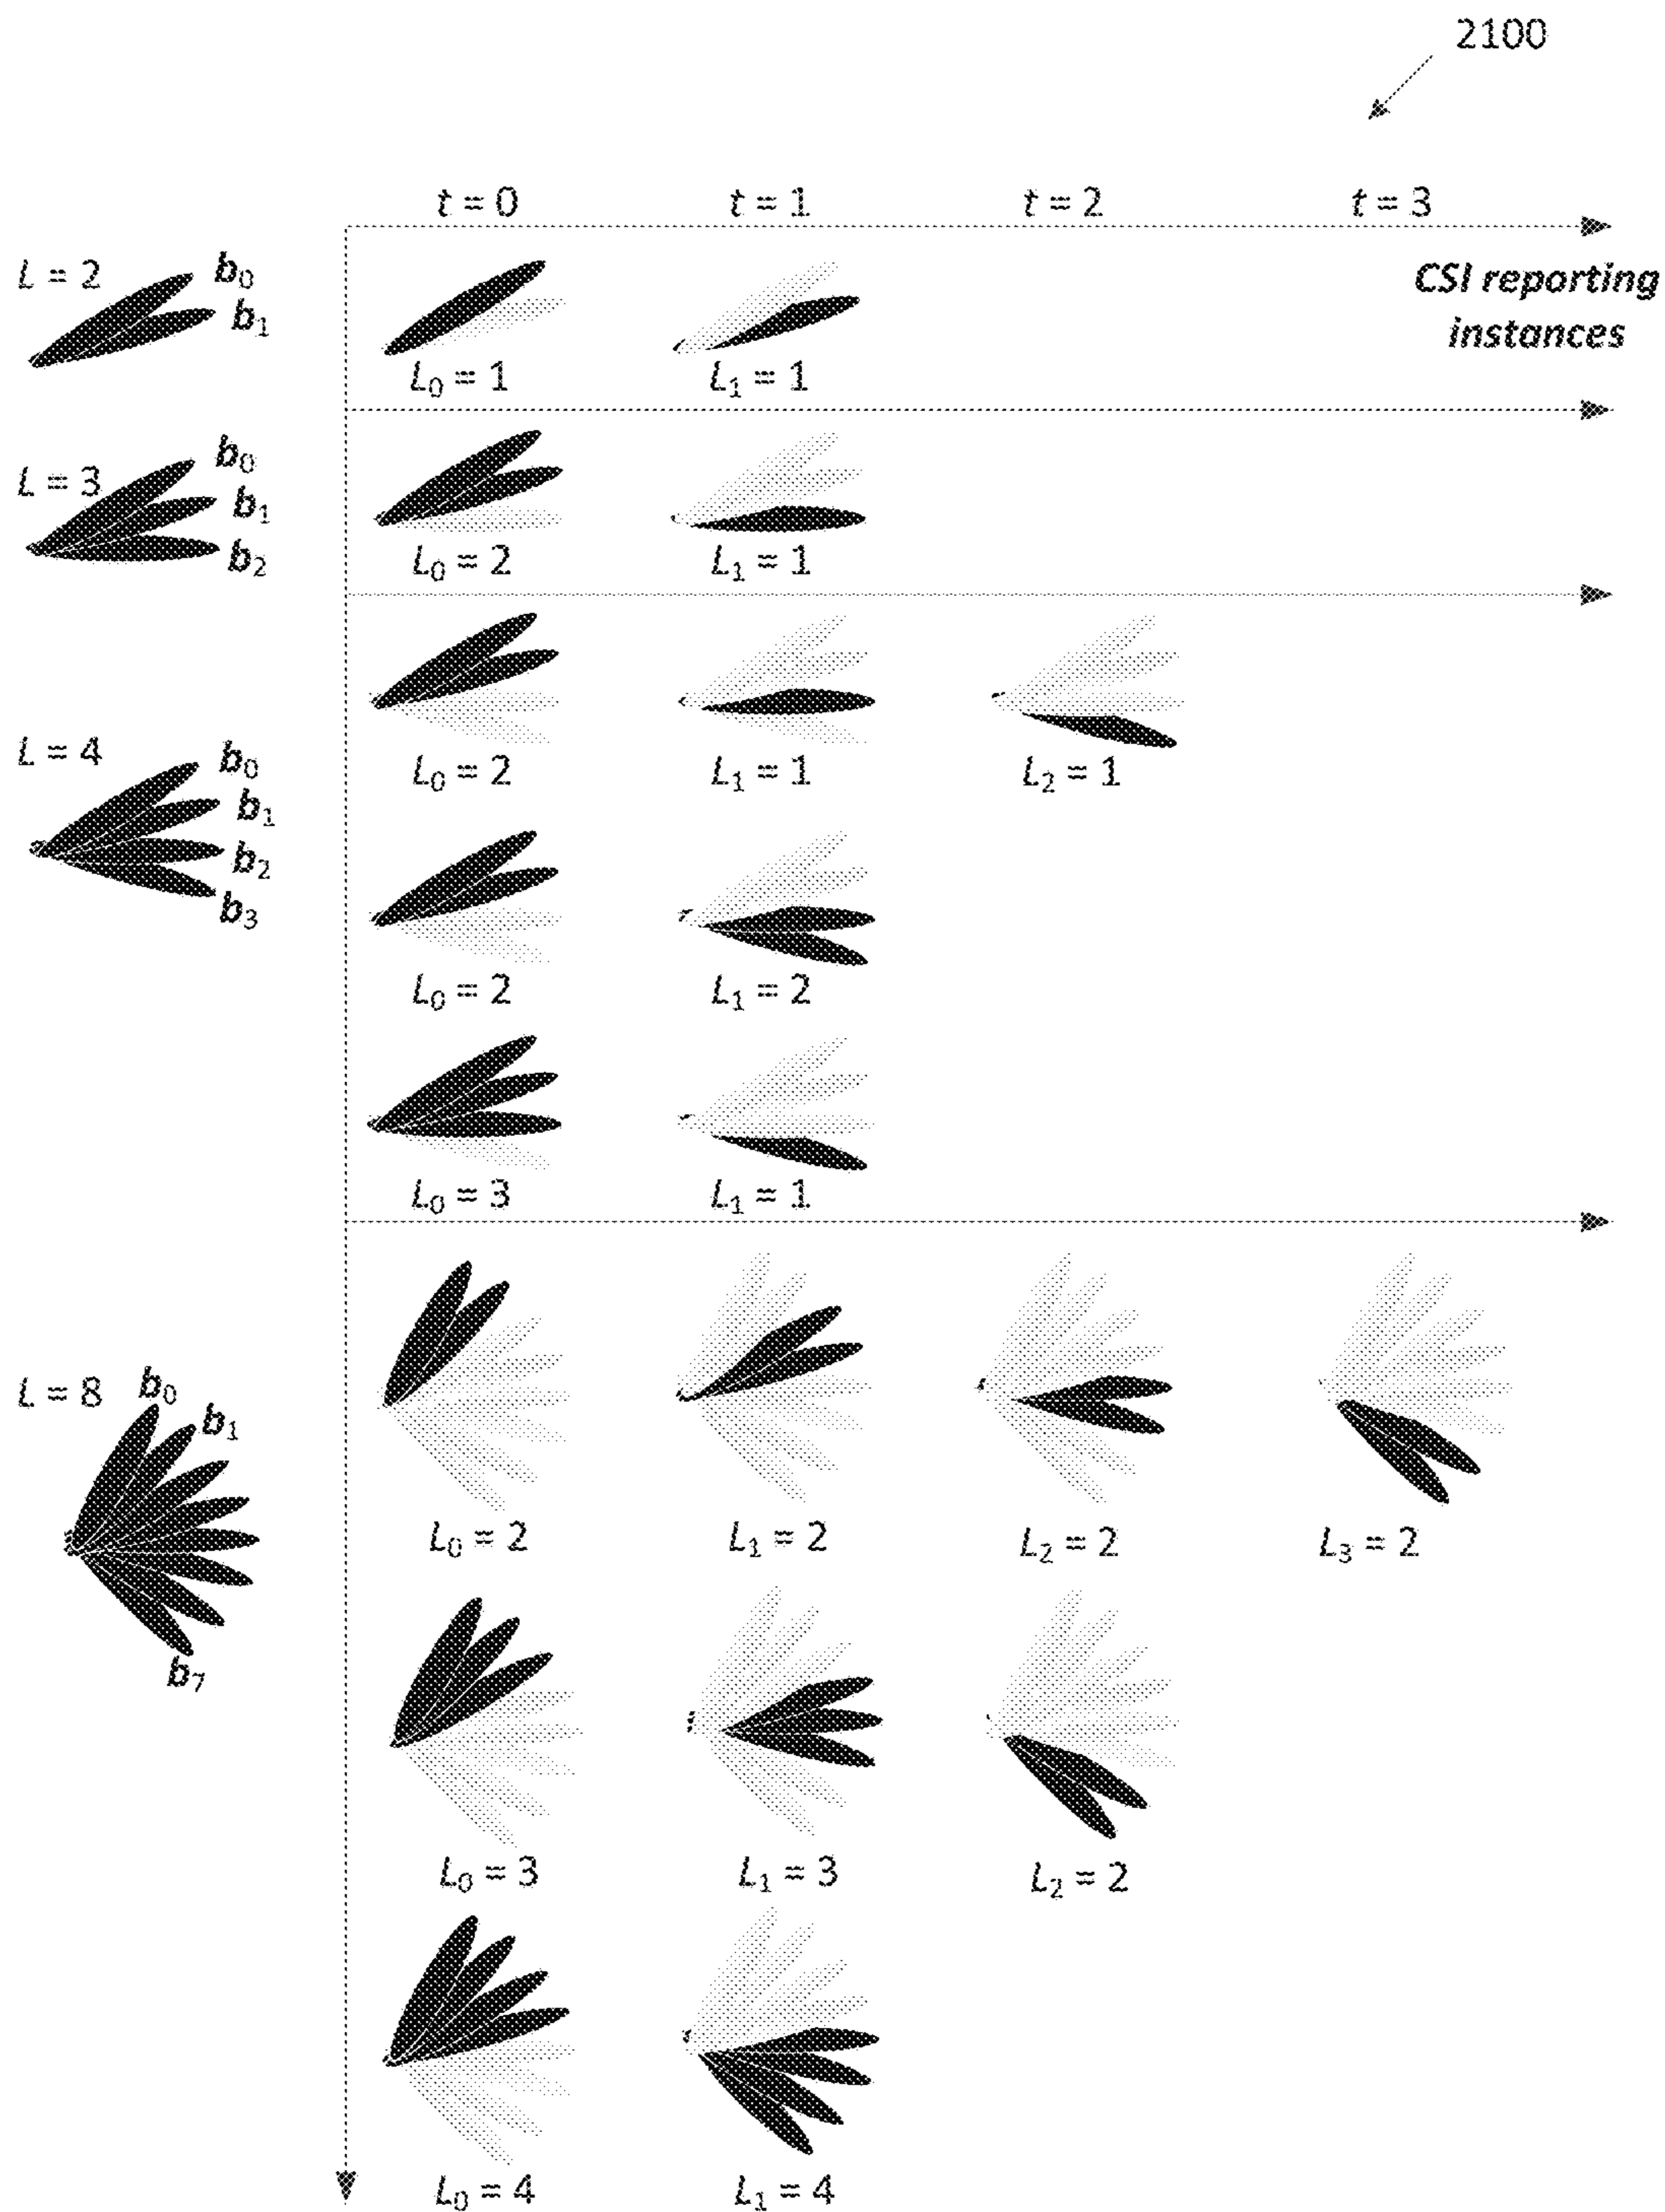 2100
t = 0 t = 1 t = 2 t = 3
CSI reporting
instances
L = 2 b0
b1
L0 = 1 L1 = 1
L = 3 b0
b1
b2
L0 = 2 L1 = 1
L = 4 b0
b1
b2
b3
L0 = 2 L1 = 1 L2 = 1
L0 = 2 L1 = 2
L0 = 3 L1 = 1
L = 8 b0
b1
b7
L0 = 2 L1 = 2 L2 = 2 L3 = 2
L0 = 3 L1 = 3 L2 = 2
L0 = 4 L1 = 4